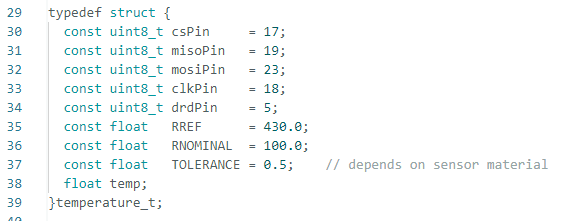 29 typedef struct {
30   const uint8_t csPin     = 17;
31   const uint8_t misoPin   = 19;
32   const uint8_t mosiPin   = 23;
33   const uint8_t clkPin    = 18;
34   const uint8_t drdPin    = 5;
35   const float   RREF      = 430.0;
36   const float   RNOMINAL  = 100.0;
37   const float   TOLERANCE = 0.5;    // depends on sensor material
38   float temp;
39 }temperature_t;